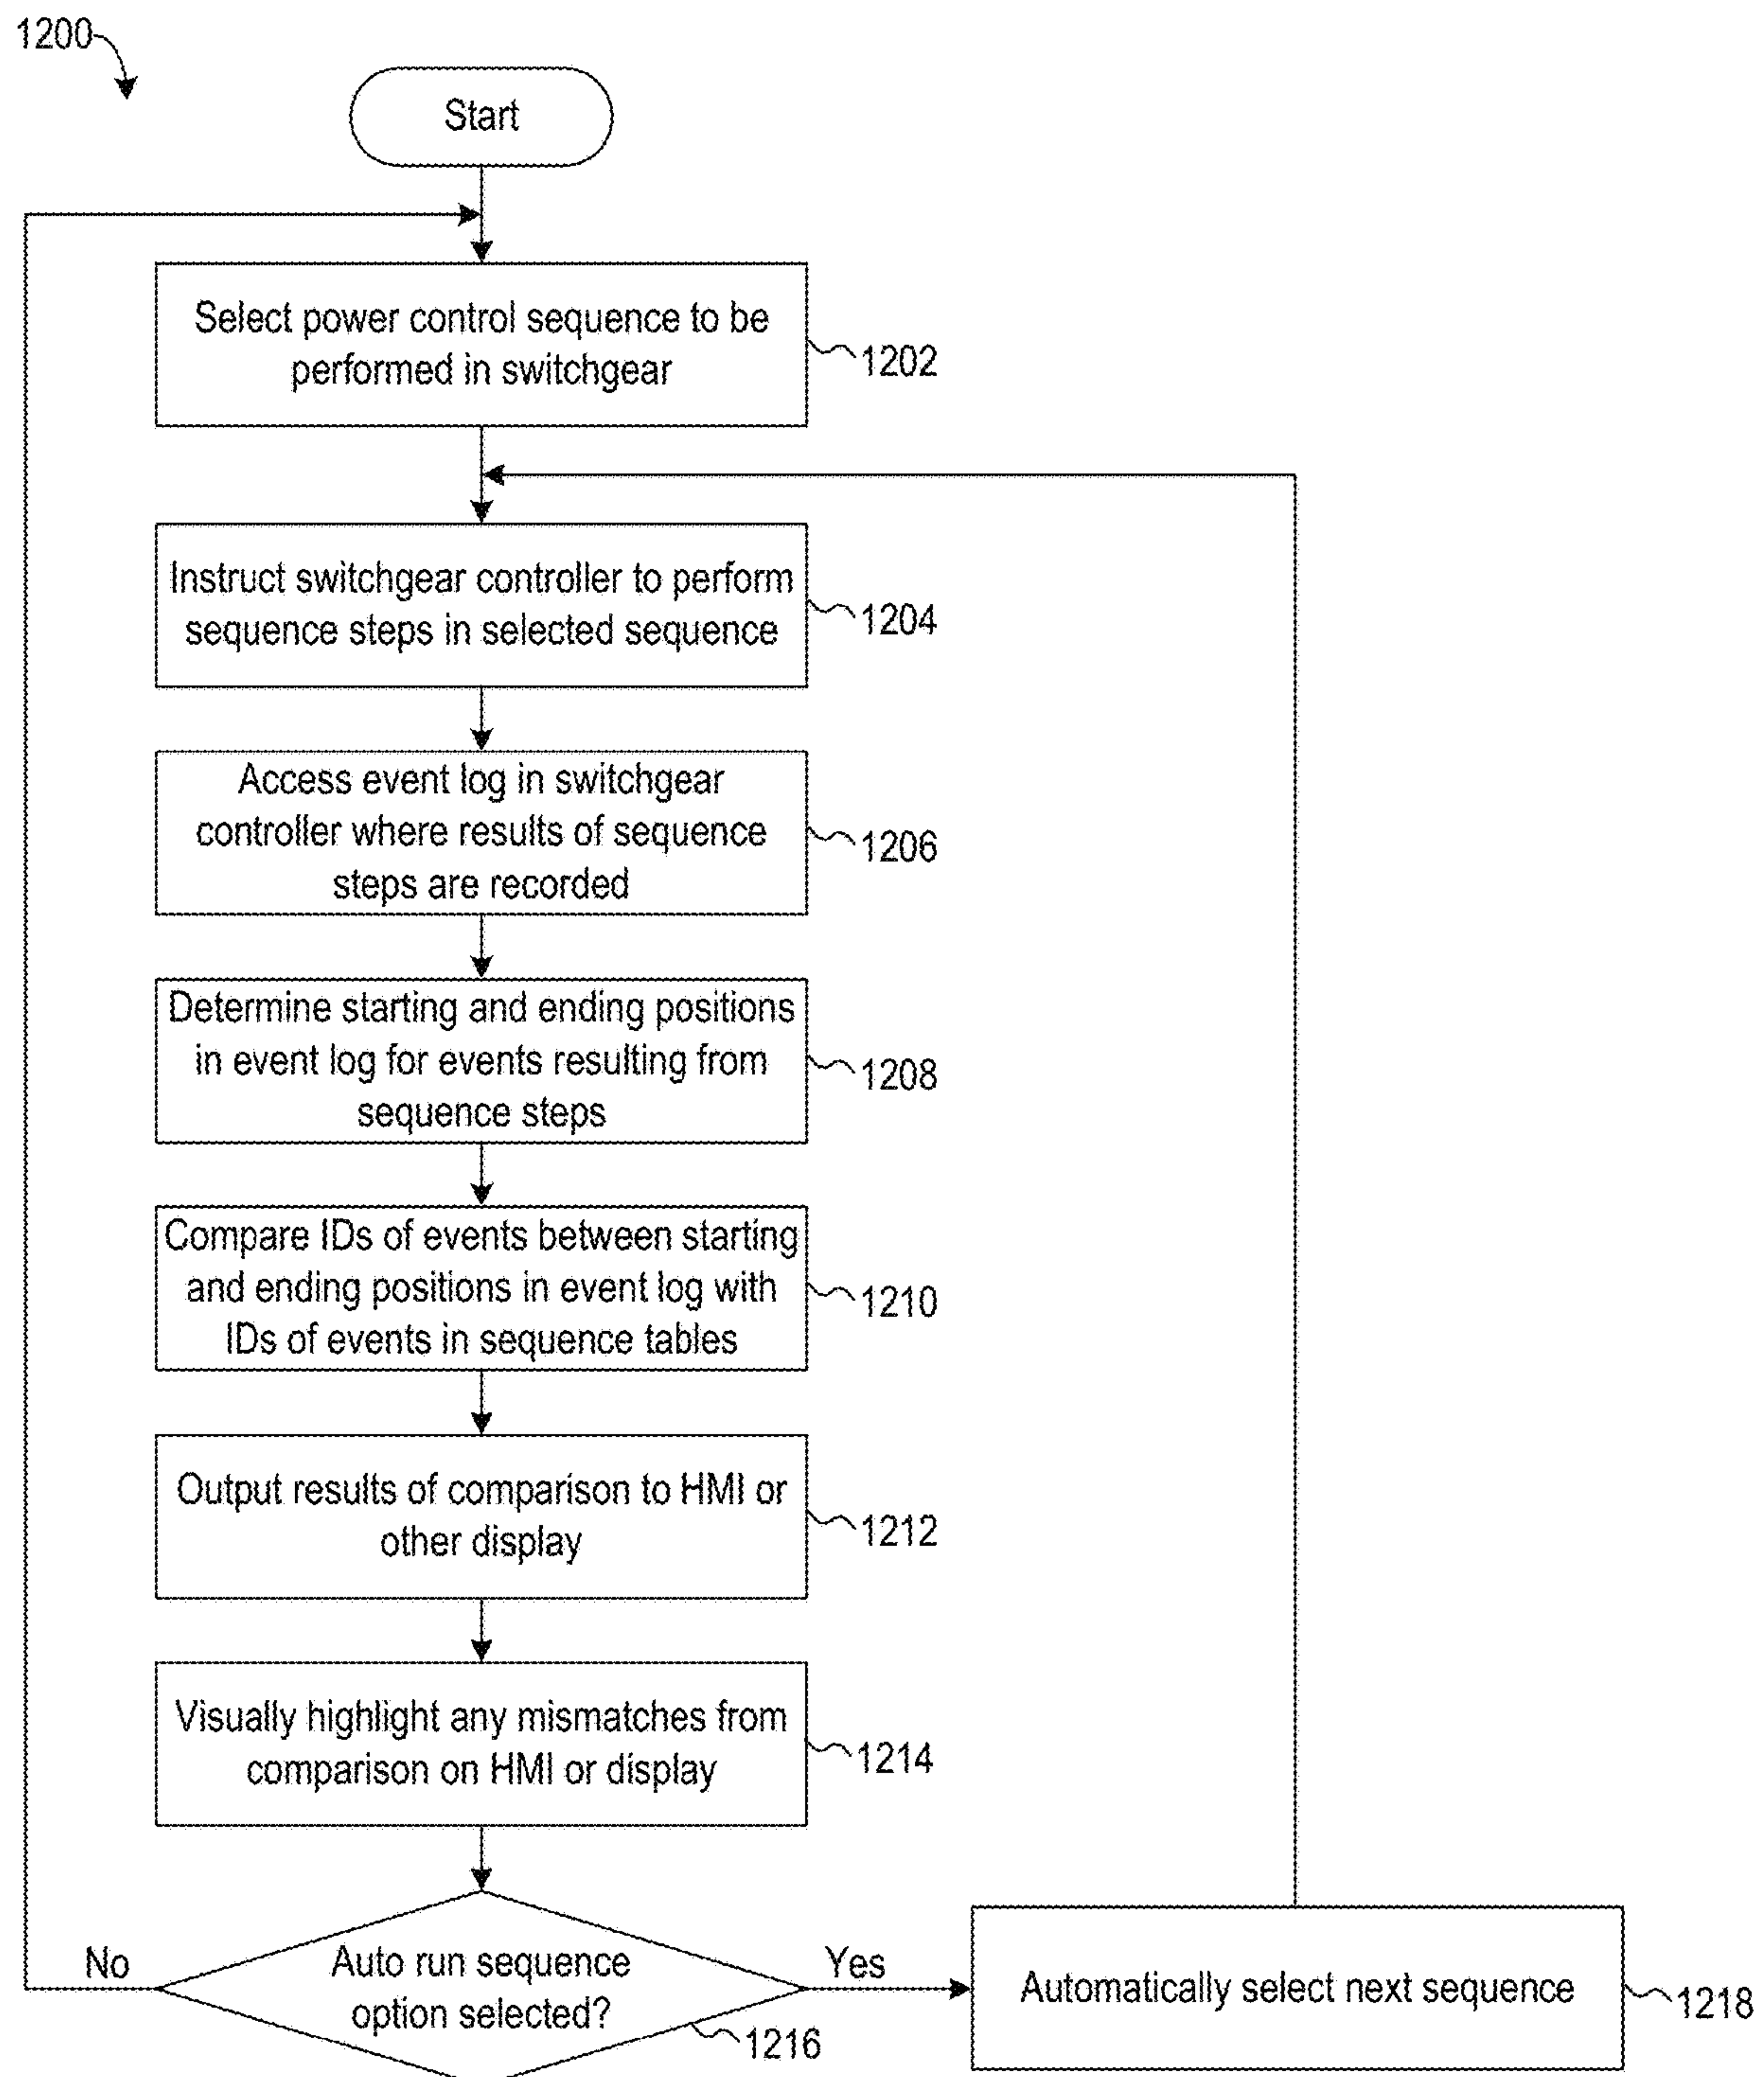 1200
Start
Select power control sequence to be
performed in switchgear
1202
Instruct switchgear controller to perform
sequence steps in selected sequence
1204
Access event log in switchgear
controller where results of sequence
steps are recorded
1206
Determine starting and ending positions
in event log for events resulting from
sequence steps
1208
Compare IDs of events between starting
and ending positions in event log with
IDs of events in sequence tables
1210
Output results of comparison to HMI or
other display
1212
Visually highlight any mismatches from
comparison on HMI or display
1214
No
Auto run sequence
option selected?
1216
Yes
Automatically select next sequence
1218